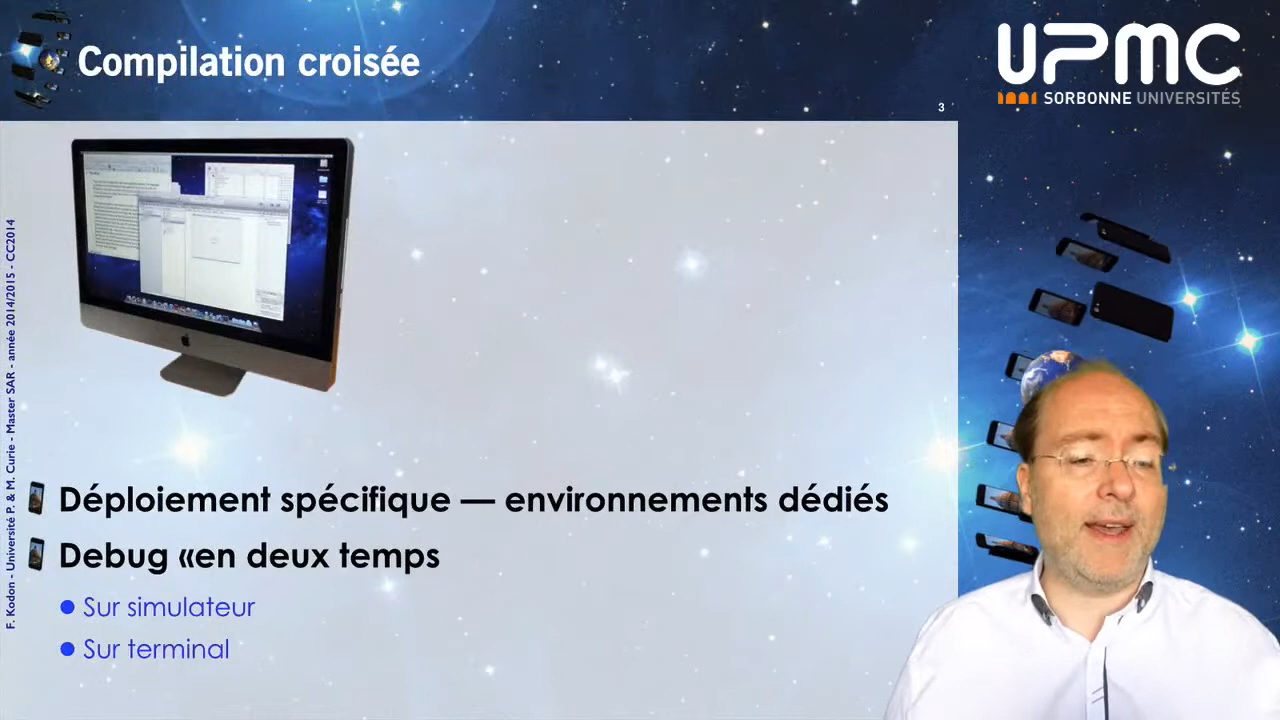 Compilation croisée
UPMC
SORBONNE UNIVERSITÉS
3
F. Kodon - Université P. & M. Curie - Master SAR - année 2014/2015 - CC2014
Déploiement spécifique — environnements dédiés
Debug «en deux temps
Sur simulateur
Sur terminal